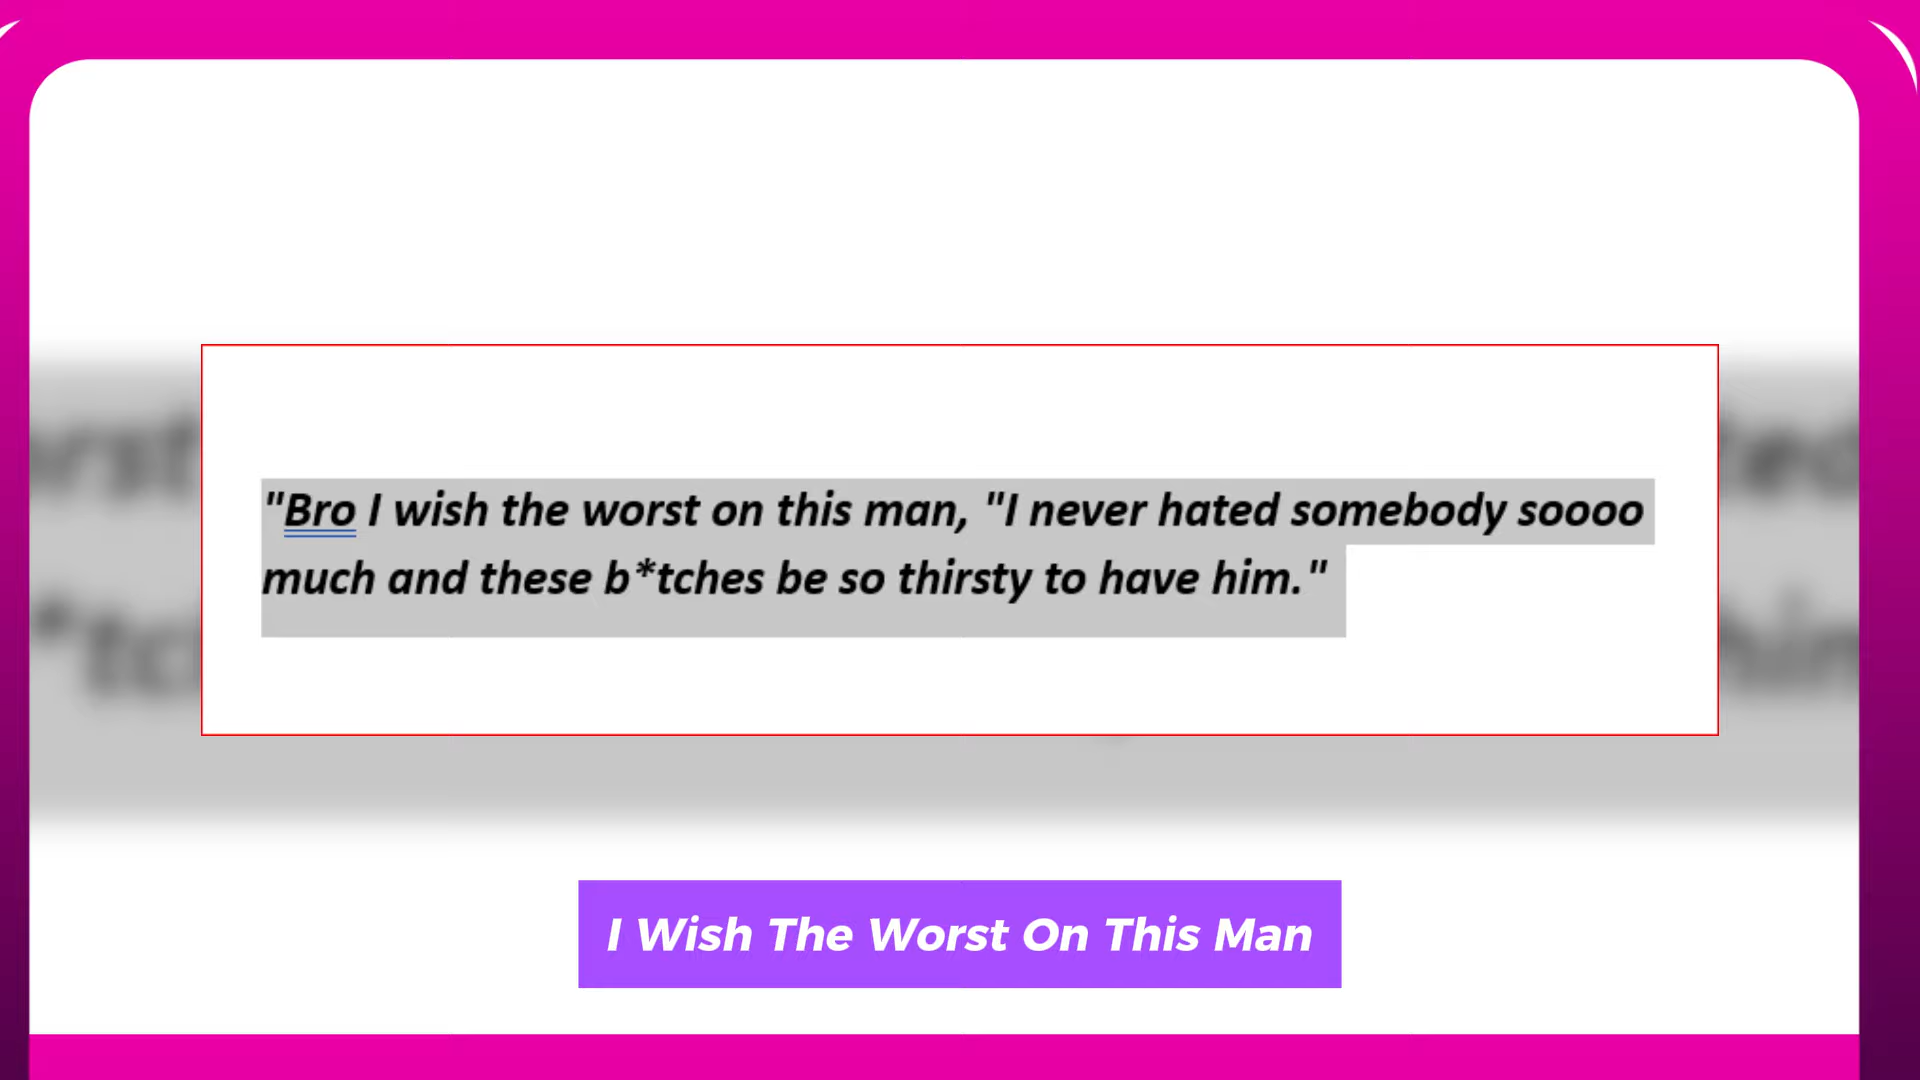 "Bro I wish the worst on this man, "I never hated somebody soooo
much and these b*tches be so thirsty to have him."
I Wish The Worst On This Man